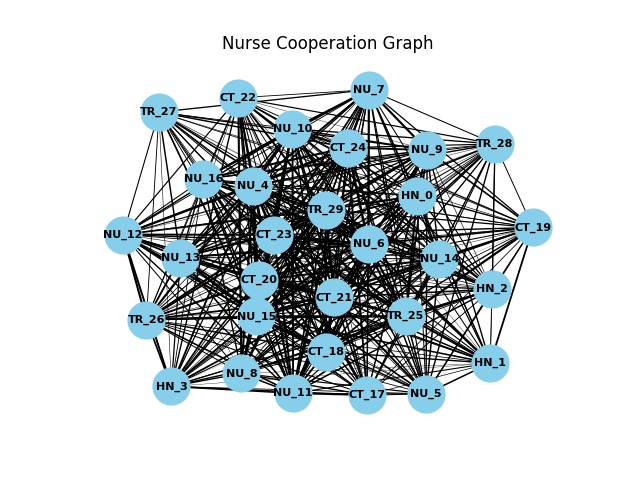 Nurse Cooperation Graph
NU_7
CT_22
TR_27
NU_10
TR_28
CT_24
NU_9
NU_16
NU_4
HN_0
TR_29
CT_19
NU_12
CT_23
NU_6
NU_13
NU_14
CT_20
HN_2
CT_21
NU_15
TR_25
TR_26
CT_18
HN_1
NU_8
HN_3
NU_11
CT_17
NU_5